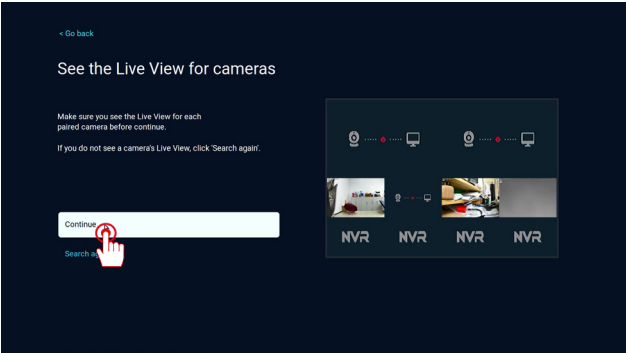 < Go back
See the Live View for cameras
Make sure you see the Live View for each
paired camera before continue.
If you do not see a camera's Live View, click 'Search again'.
Continue
Search
NVR NVR NVR NVR